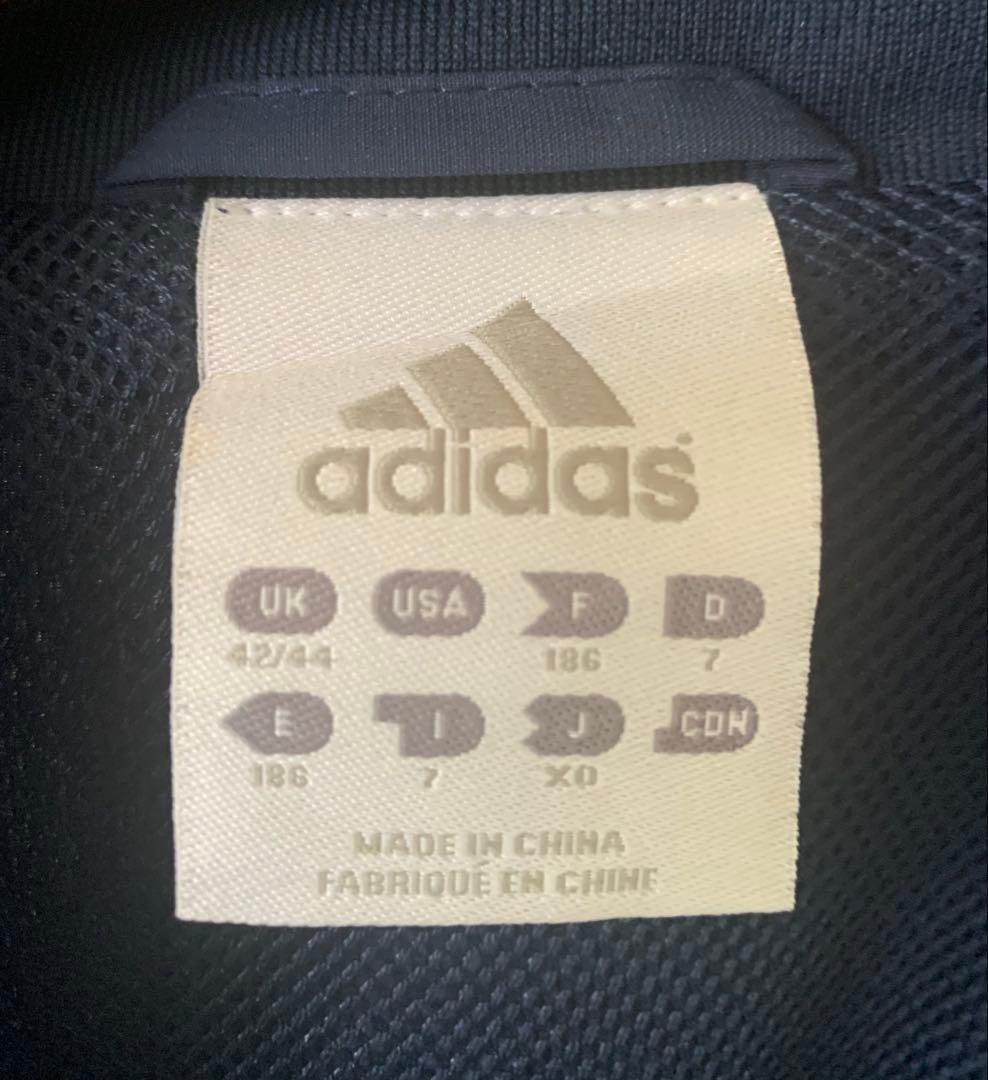 adidas
UK USA F D
42/44 186 7
E I J CDN
186 7 XO
MADE IN CHINA
FABRIQUÉ EN CHINE